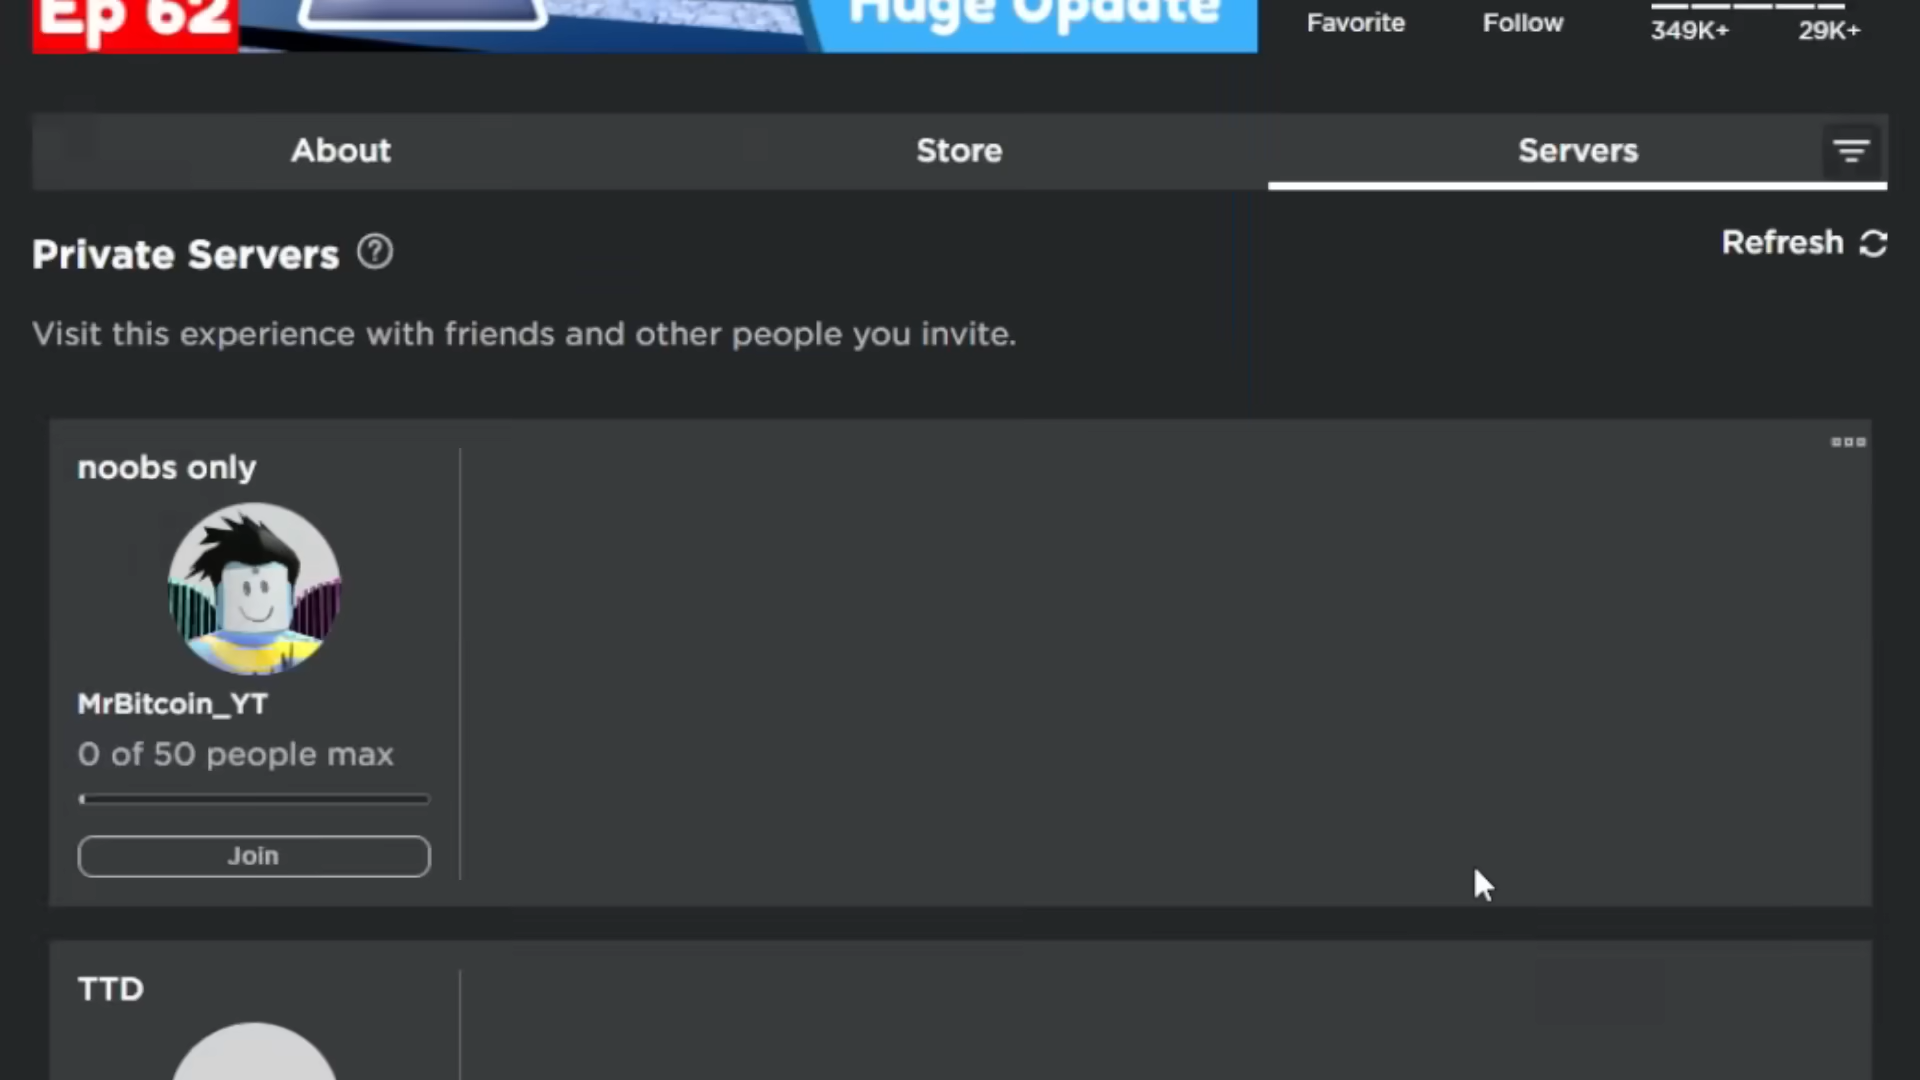 Ep 62
Huge Update
Favorite
Follow
349K+
29K+
About
Store
Servers
Private Servers
Refresh
Visit this experience with friends and other people you invite.
noobs only
MrBitcoin_YT
0 of 50 people max
Join
TTD